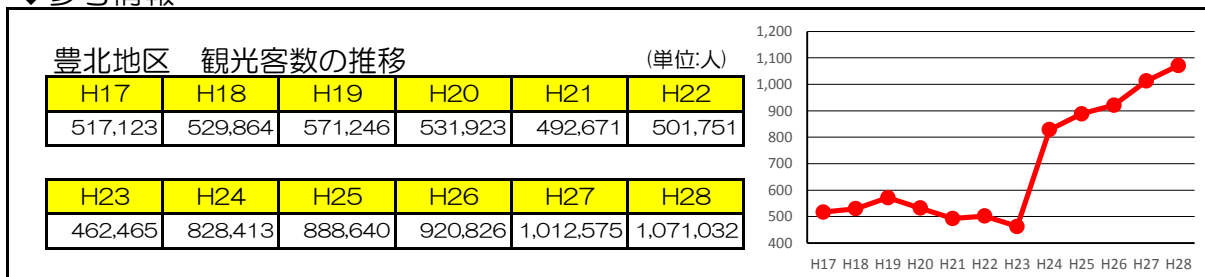 ◆参考情報
豊北地区 観光客数の推移 (単位:人)
H17 H18 H19 H20 H21 H22
517,123 529,864 571,246 531,923 492,671 501,751
H23 H24 H25 H26 H27 H28
462,465 828,413 888,640 920,826 1,012,575 1,071,032
1,200
1,100
1,000
900
800
700
600
500
400
H17 H18 H19 H20 H21 H22 H23 H24 H25 H26 H27 H28